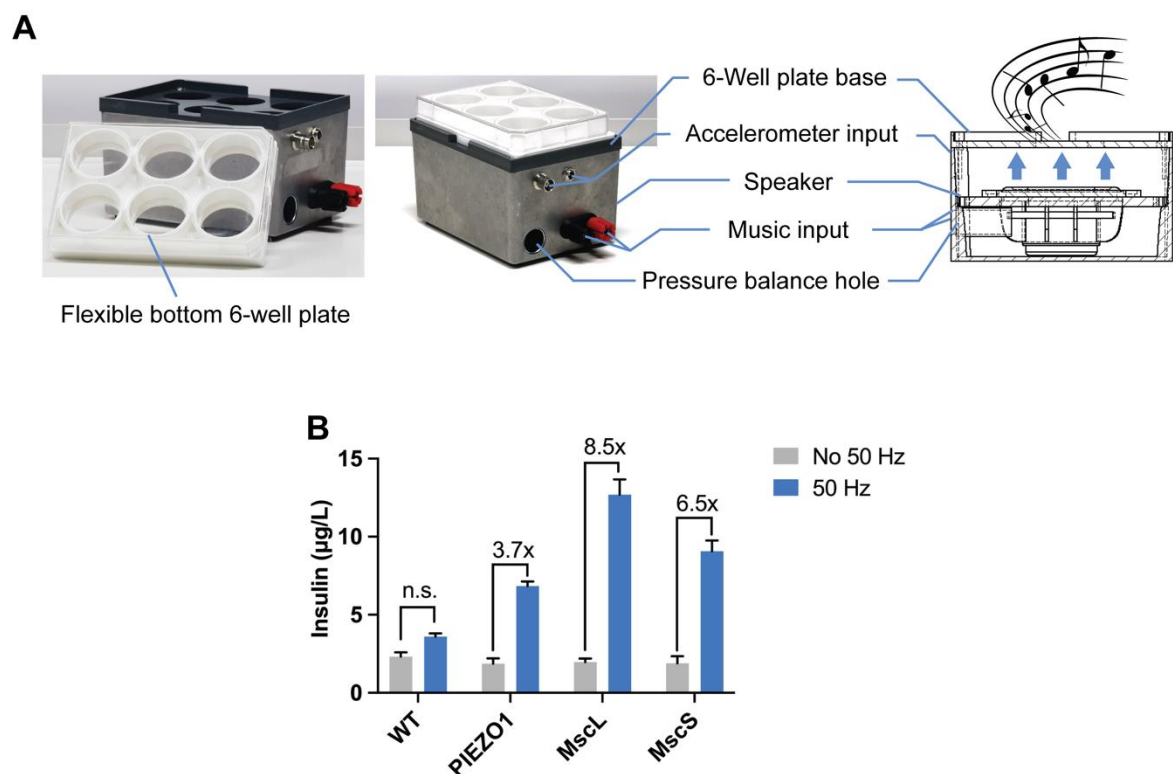 A
6-Well plate base
Accelerometer input
Speaker
Music input
Pressure balance hole
Flexible bottom 6-well plate
B
No 50 Hz
50 Hz
Insulin (µg/L)
15
10
5
0
n.s.
3.7x
8.5x
6.5x
WT
PIEZO1
MscL
MscS